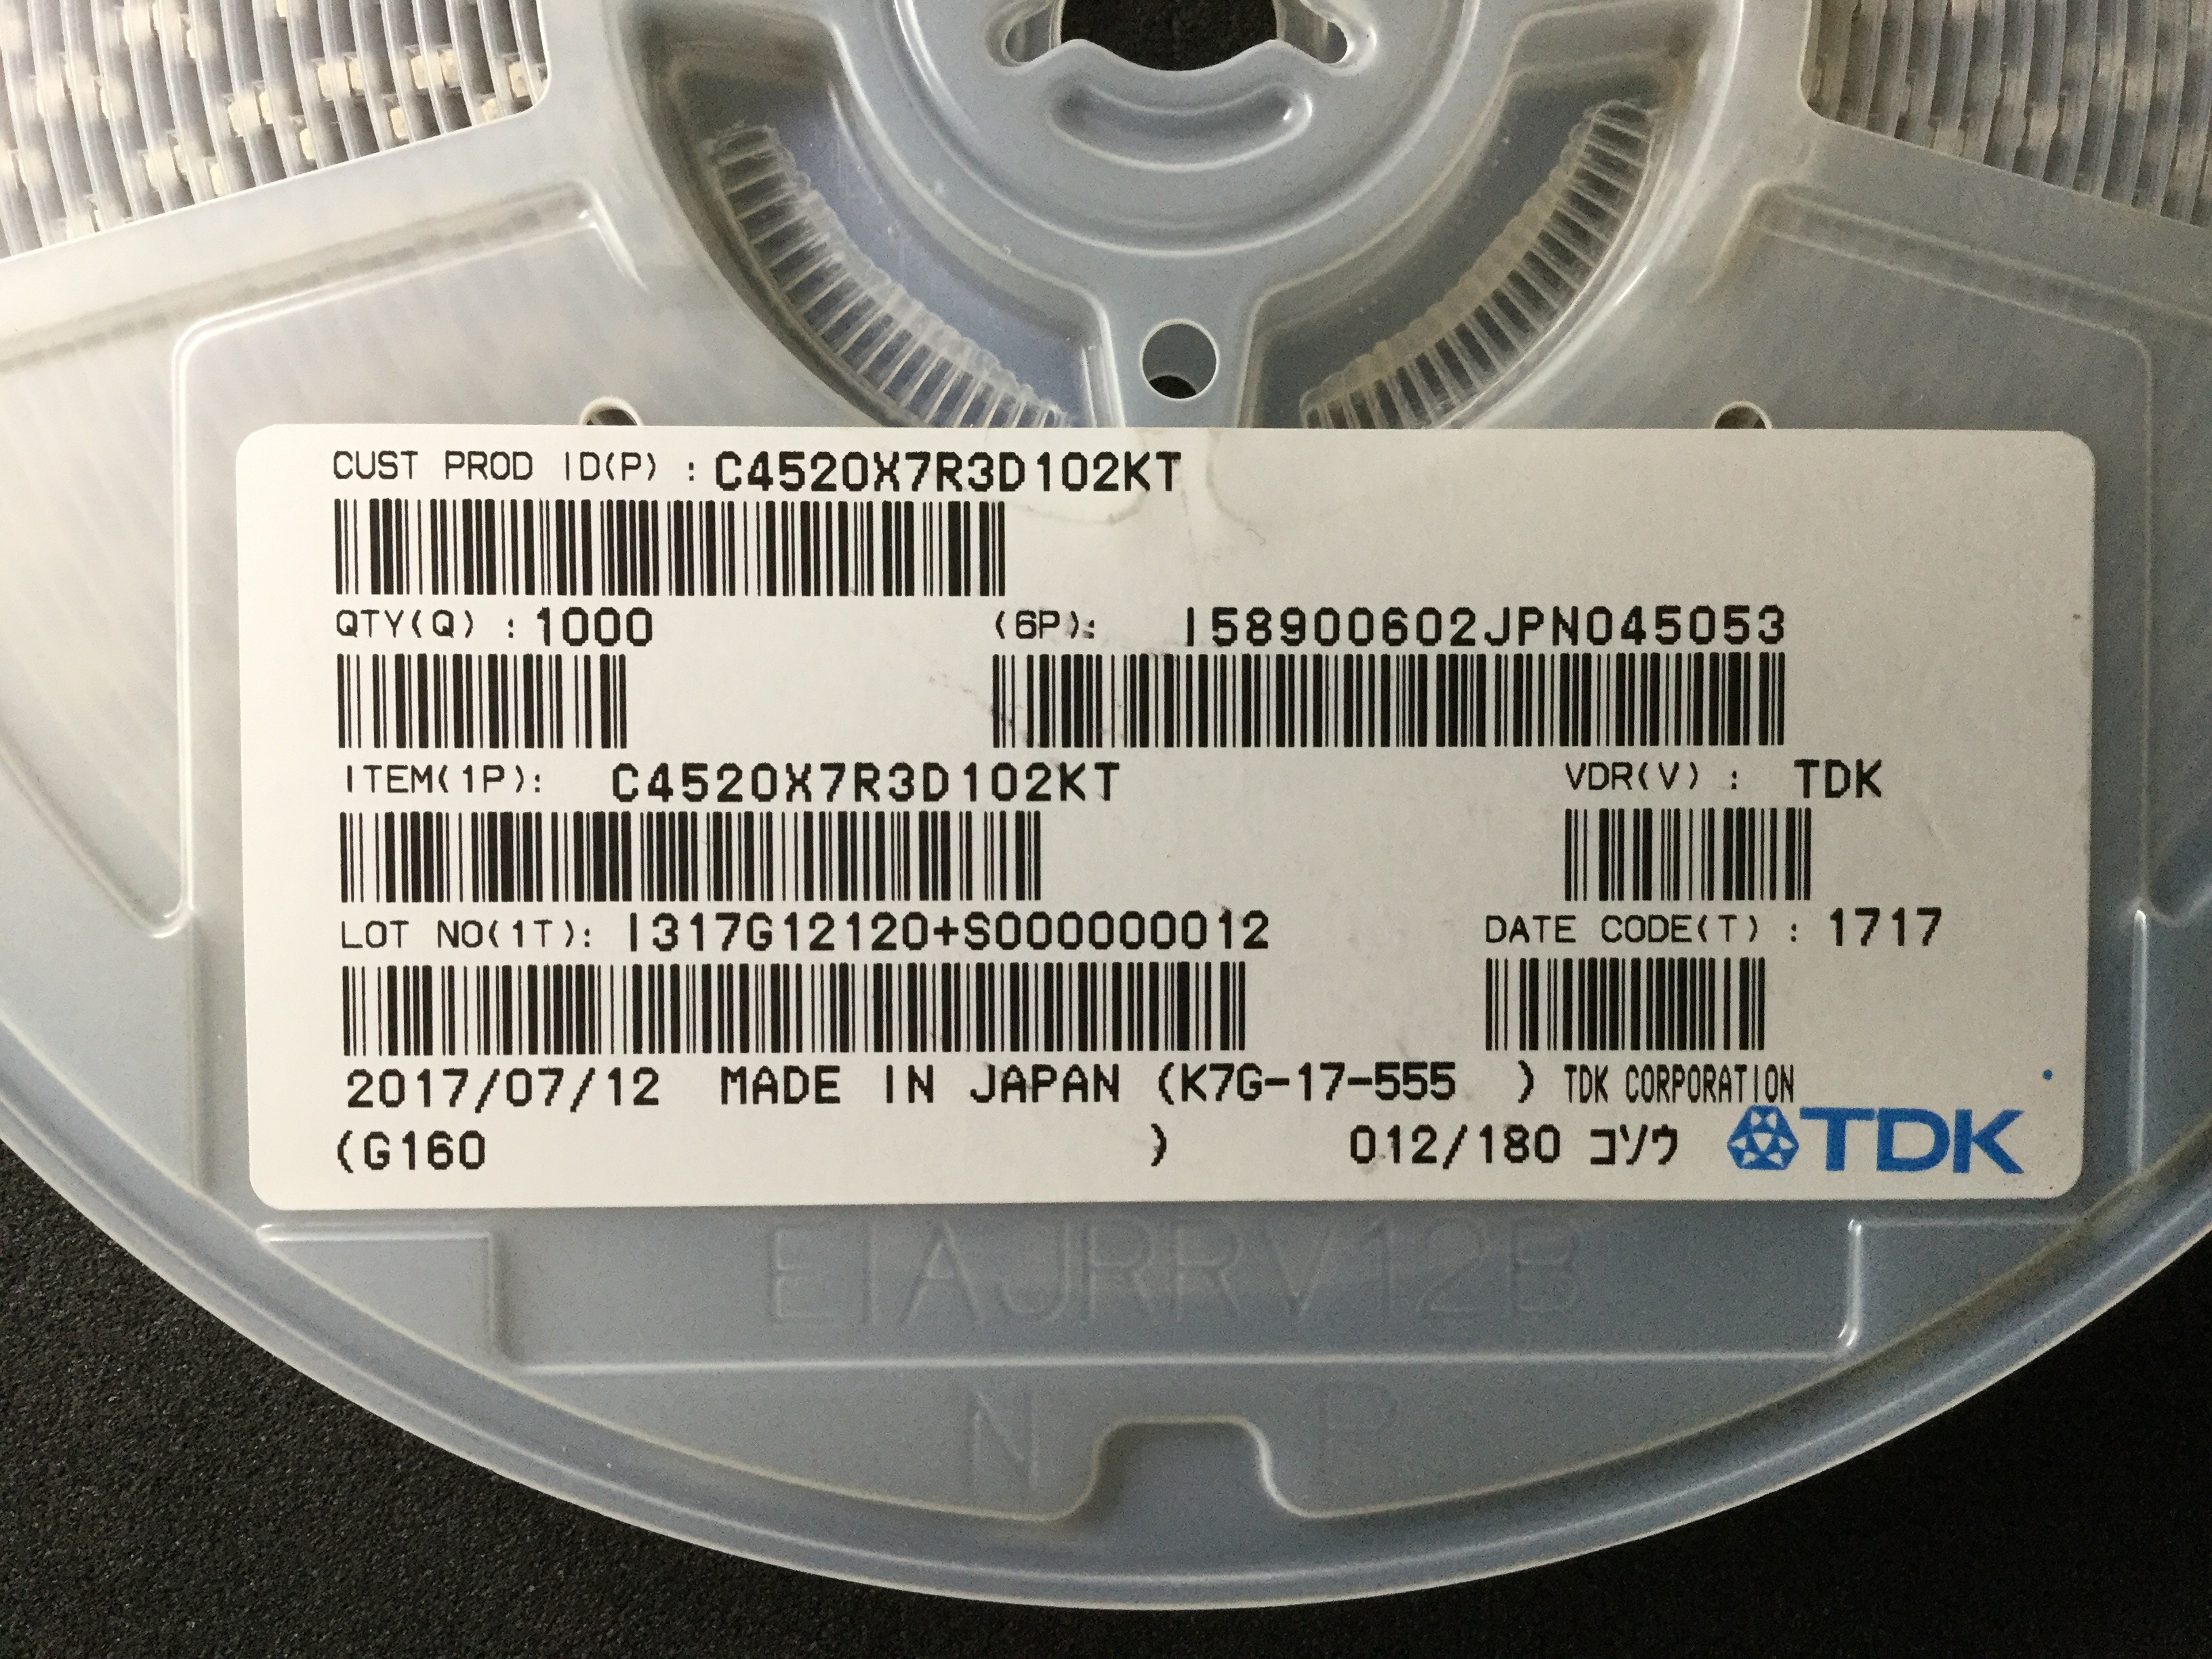 CUST PROD ID(P) : C4520X7R3D102KT
QTY(Q) : 1000 (6P): I58900602JPN045053
ITEM(1P): C4520X7R3D102KT VDR(V) : TDK
LOT NO(1T): I317G12120+S000000012 DATE CODE(T) : 1717
2017/07/12 MADE IN JAPAN (K7G-17-555 ) TDK CORPORATION
(G160 ) 012/180 コソウ TDK
EIAJRRV12B
N P